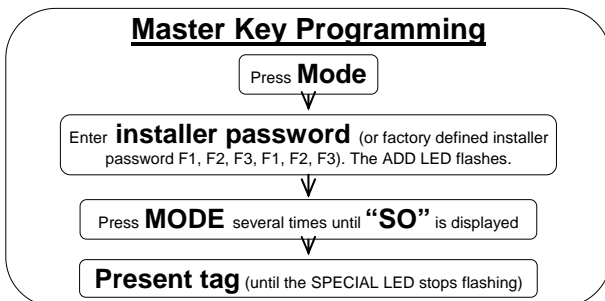 Master Key Programming
Press Mode
Enter installer password (or factory defined installer
password F1, F2, F3, F1, F2, F3). The ADD LED flashes.
Press MODE several times until “SO” is displayed
Present tag (until the SPECIAL LED stops flashing)